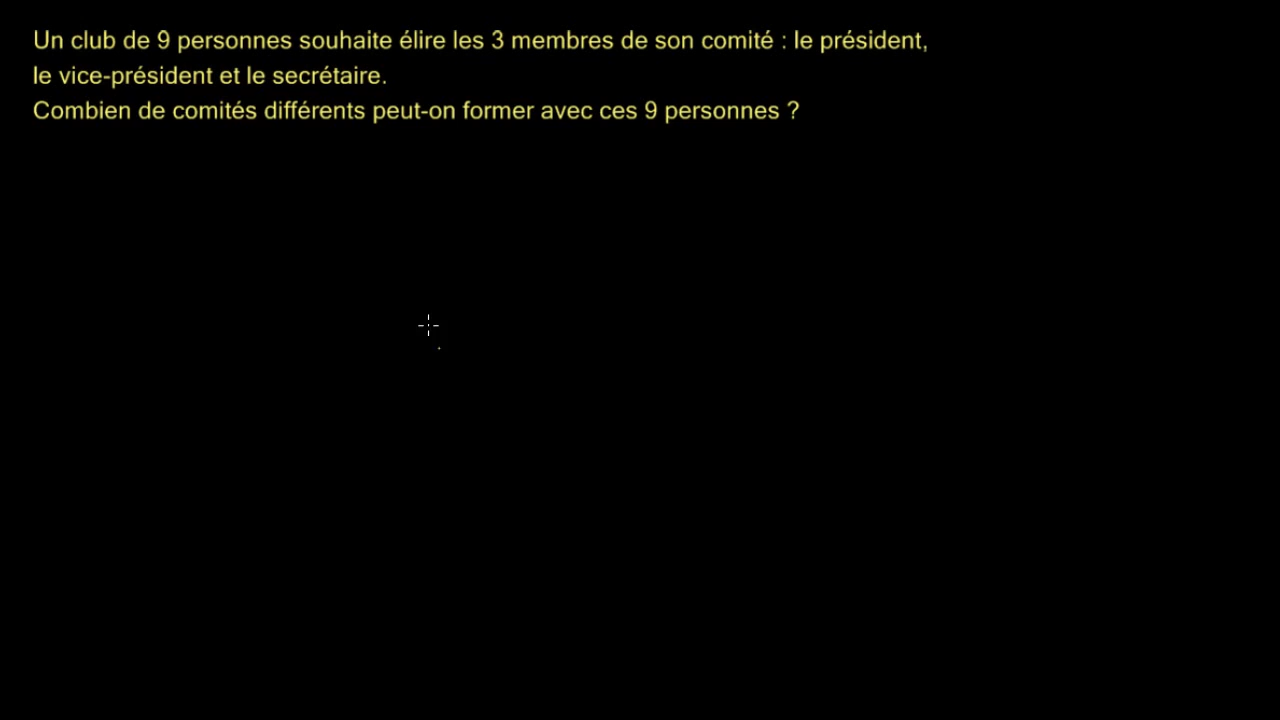 Un club de 9 personnes souhaite élire les 3 membres de son comité : le président,
le vice-président et le secrétaire.
Combien de comités différents peut-on former avec ces 9 personnes ?